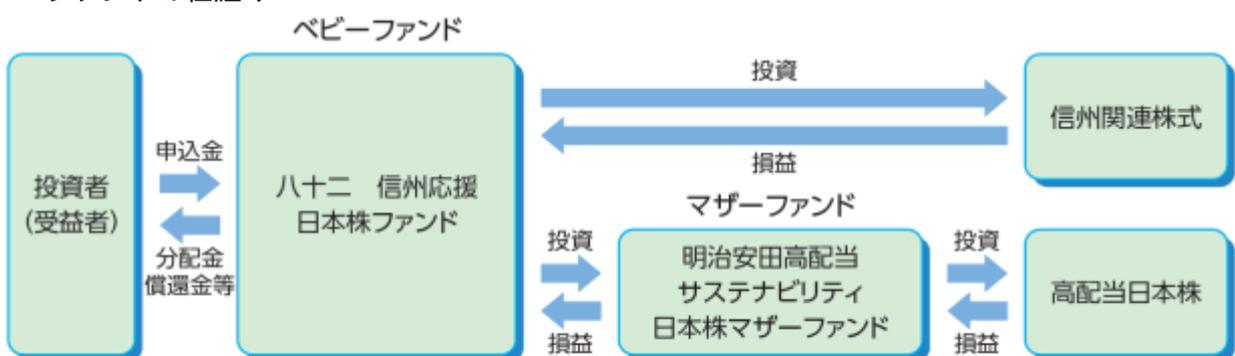 ベビーファンド
投資者
(受益者)
申込金
分配金
償還金等
八十二 信州応援
日本株ファンド
投資
損益
信州関連株式
マザーファンド
投資
損益
明治安田高配当
サステナビリティ
日本株マザーファンド
投資
損益
高配当日本株